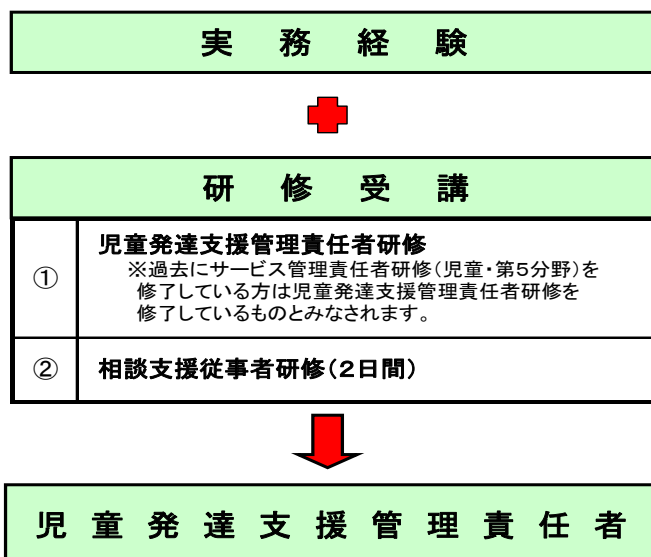 実務経験
研修受講
①
児童発達支援管理責任者研修
※過去にサービス管理責任者研修(児童・第5分野)を
修了している方は児童発達支援管理責任者研修を
修了しているものとみなされます。
②
相談支援従事者研修(2日間)
児童発達支援管理責任者